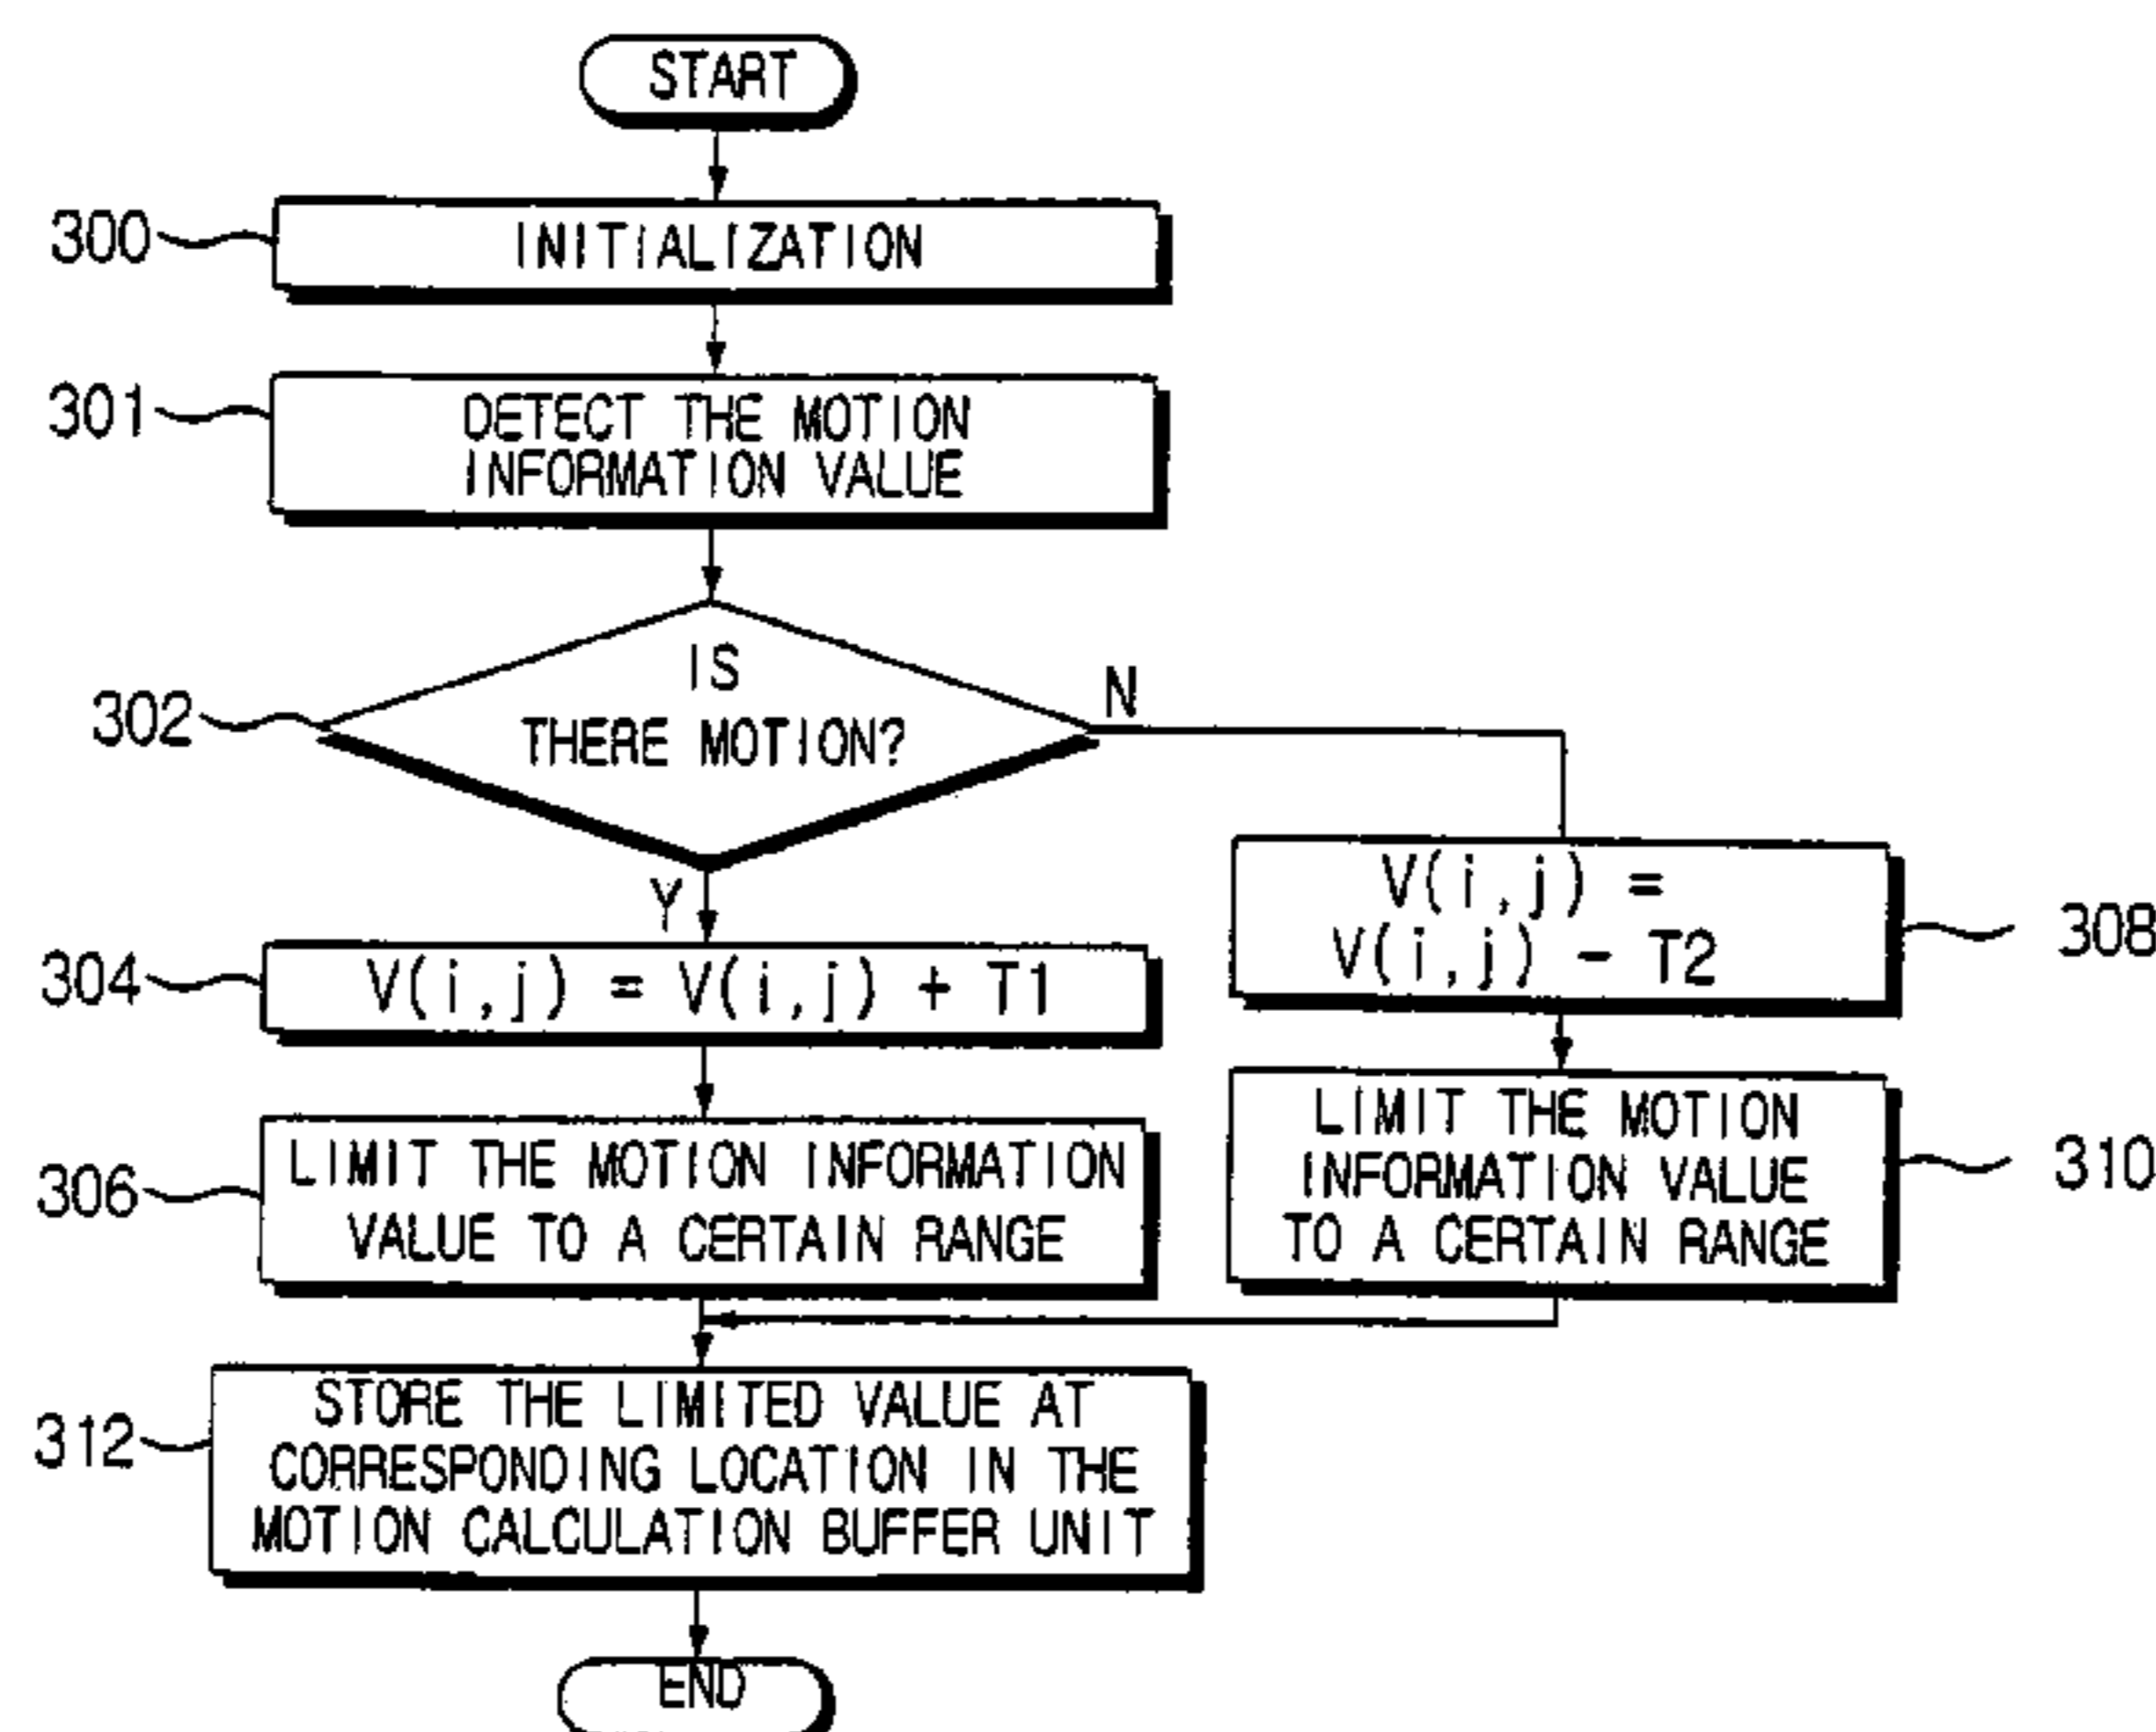 START
300
INITIALIZATION
301
DETECT THE MOTION
INFORMATION VALUE
302
IS
THERE MOTION?
N
Y
304
V(i,j) = V(i,j) + T1
V(i,j) =
V(i,j) - T2
308
306
LIMIT THE MOTION INFORMATION
VALUE TO A CERTAIN RANGE
LIMIT THE MOTION
INFORMATION VALUE
TO A CERTAIN RANGE
310
312
STORE THE LIMITED VALUE AT
CORRESPONDING LOCATION IN THE
MOTION CALCULATION BUFFER UNIT
END